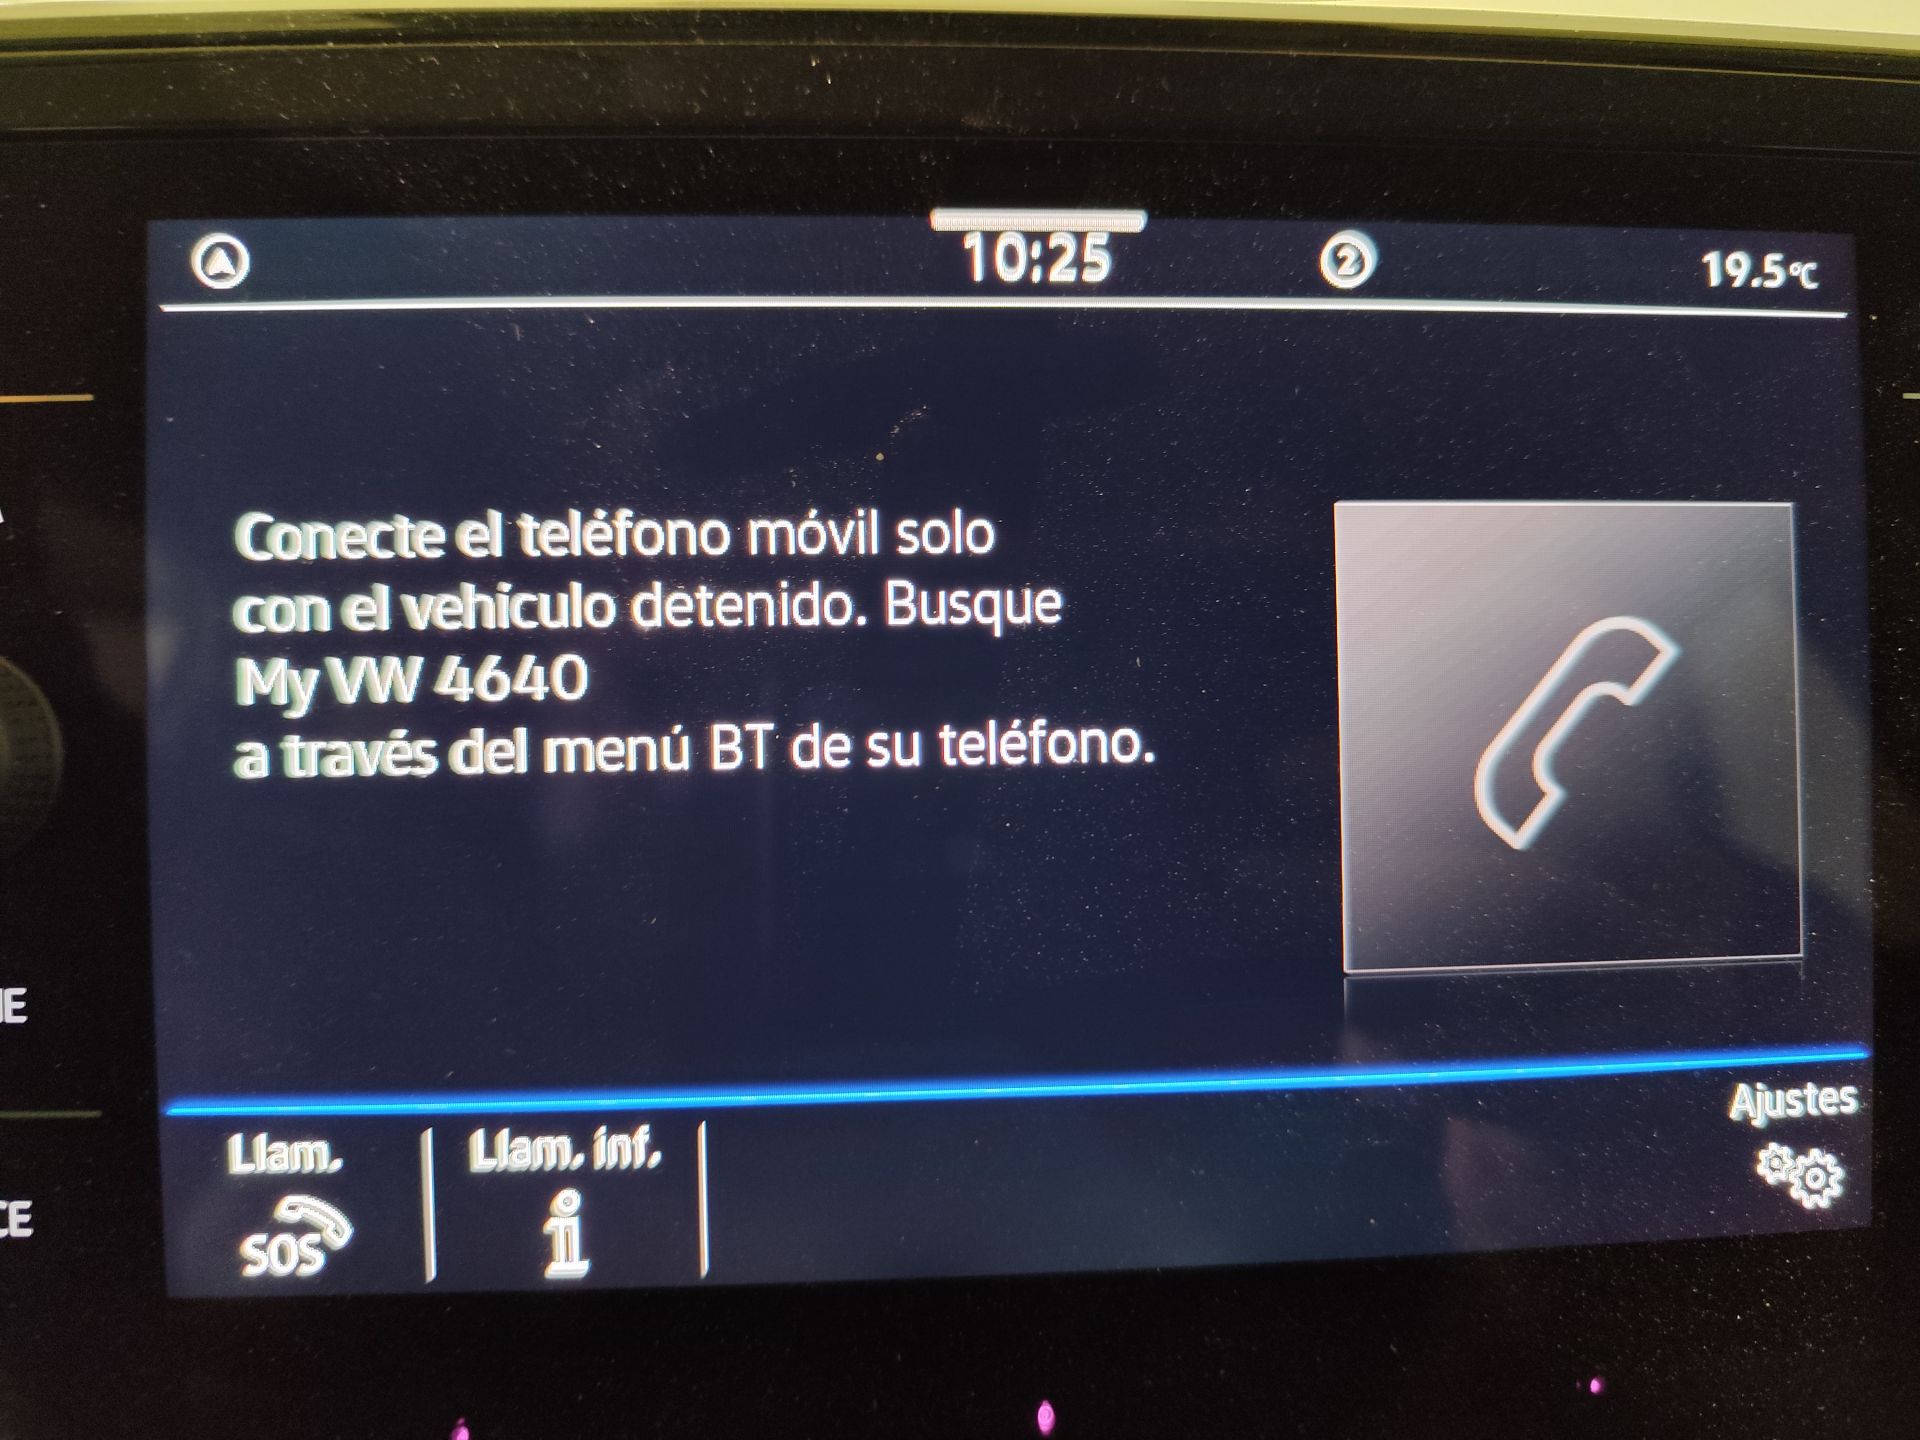 10:25
2
19.5°C
Conecte el teléfono móvil solo
con el vehículo detenido. Busque
My VW 4640
a través del menú BT de su teléfono.
Ajustes
Llam.
Llam. inf.
SOS
i